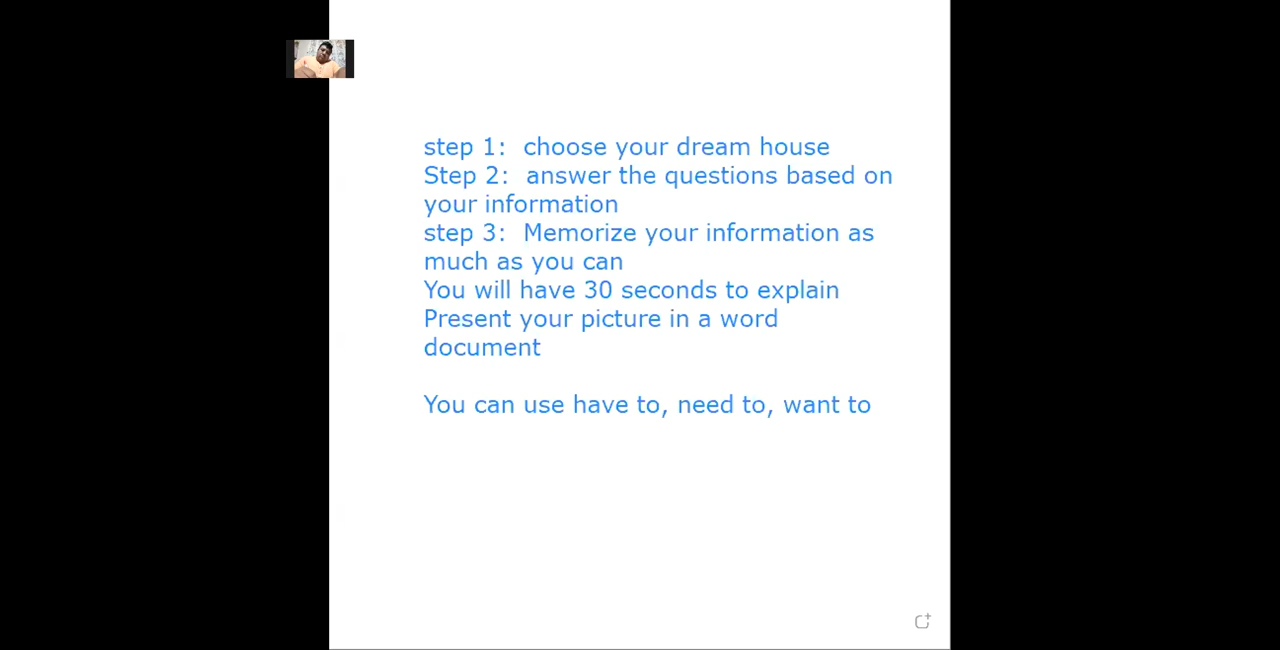 step 1:  choose your dream house
Step 2:  answer the questions based on
your information
step 3:  Memorize your information as
much as you can
You will have 30 seconds to explain
Present your picture in a word
document
You can use have to, need to, want to